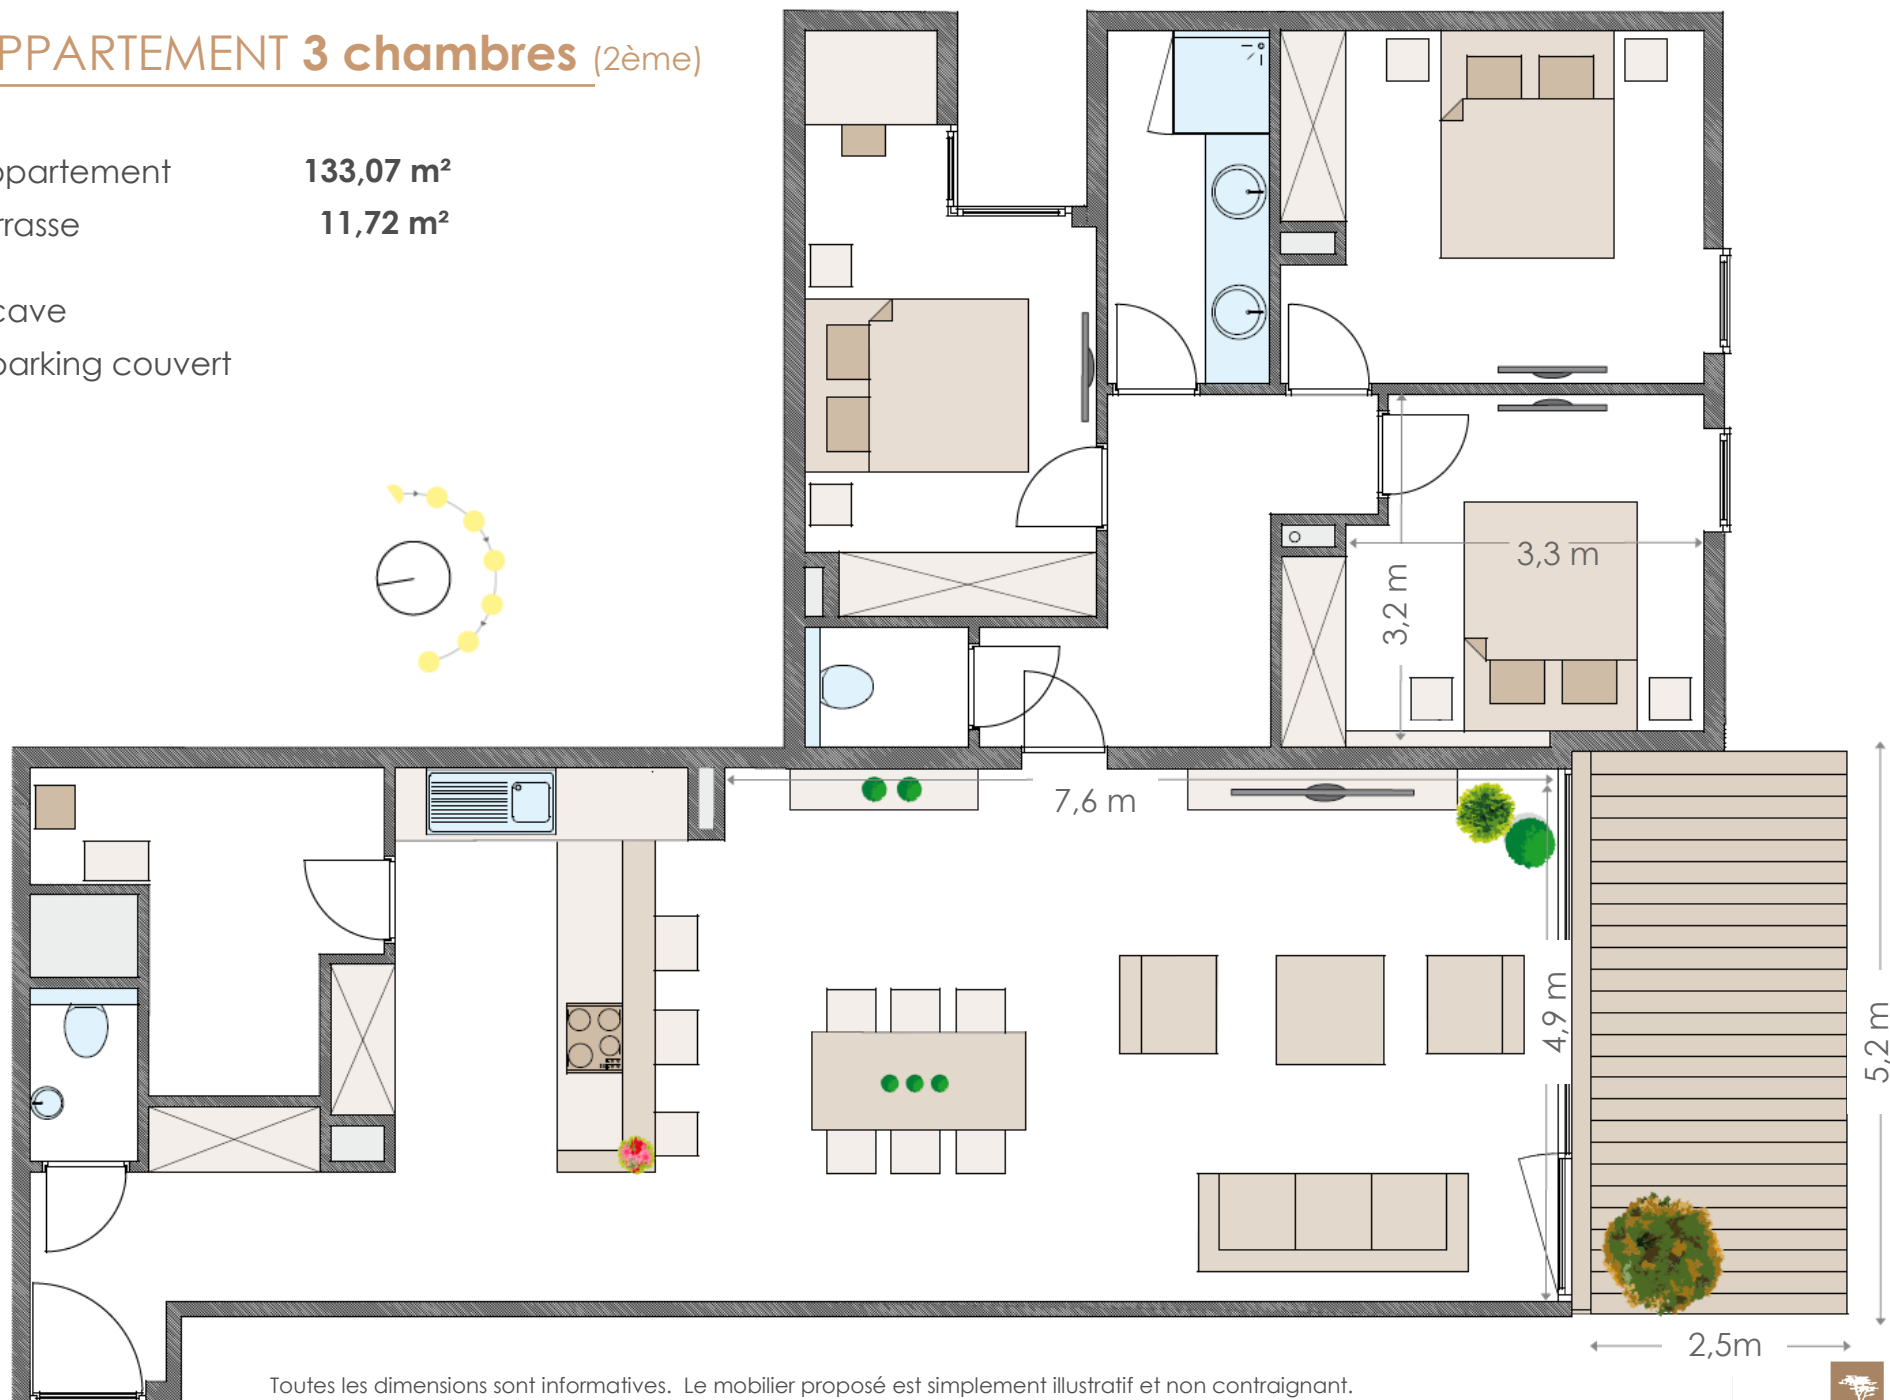 PPARTEMENT 3 chambres (2ème)
ppartement 133,07 m²
rrasse 11,72 m²
cave
parking couvert
3,3 m
3,2 m
7,6 m
4,9 m
5,2 m
2,5m
Toutes les dimensions sont informatives. Le mobilier proposé est simplement illustratif et non contraignant.